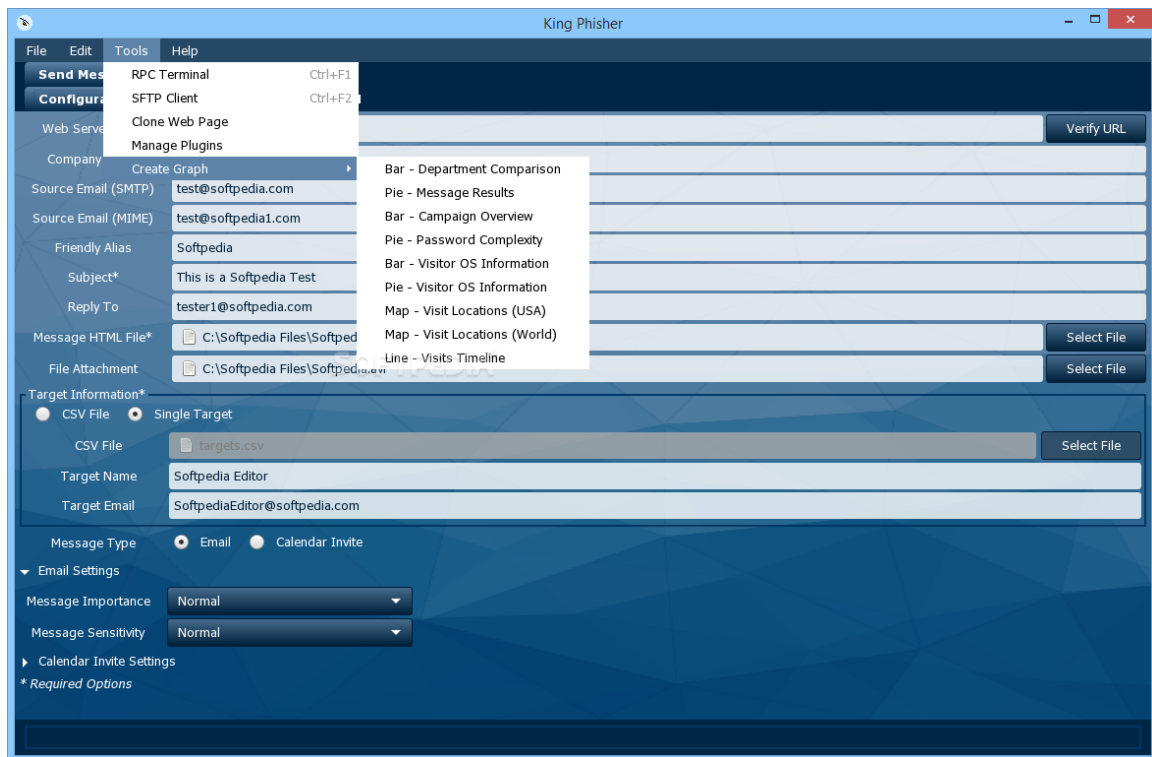 King Phisher
File Edit Tools Help
Send Mes
RPC Terminal Ctrl+F1
Configura
SFTP Client Ctrl+F2
Web Serve
Clone Web Page
Verify URL
Manage Plugins
Company
Create Graph
Bar - Department Comparison
Source Email (SMTP) test@softpedia.com
Pie - Message Results
Source Email (MIME) test@softpedia1.com
Bar - Campaign Overview
Friendly Alias Softpedia
Pie - Password Complexity
Bar - Visitor OS Information
Subject* This is a Softpedia Test
Pie - Visitor OS Information
Reply To tester1@softpedia.com
Map - Visit Locations (USA)
Message HTML File* C:\Softpedia Files\Softped
Map - Visit Locations (World)
Select File
Line - Visits Timeline
SOFTPEDIA
File Attachment C:\Softpedia Files\Softpedia.avi Select File
Target Information*
CSV File Single Target
CSV File targets.csv Select File
Target Name Softpedia Editor
Target Email SoftpediaEditor@softpedia.com
Message Type Email Calendar Invite
Email Settings
Message Importance Normal
Message Sensitivity Normal
Calendar Invite Settings
* Required Options